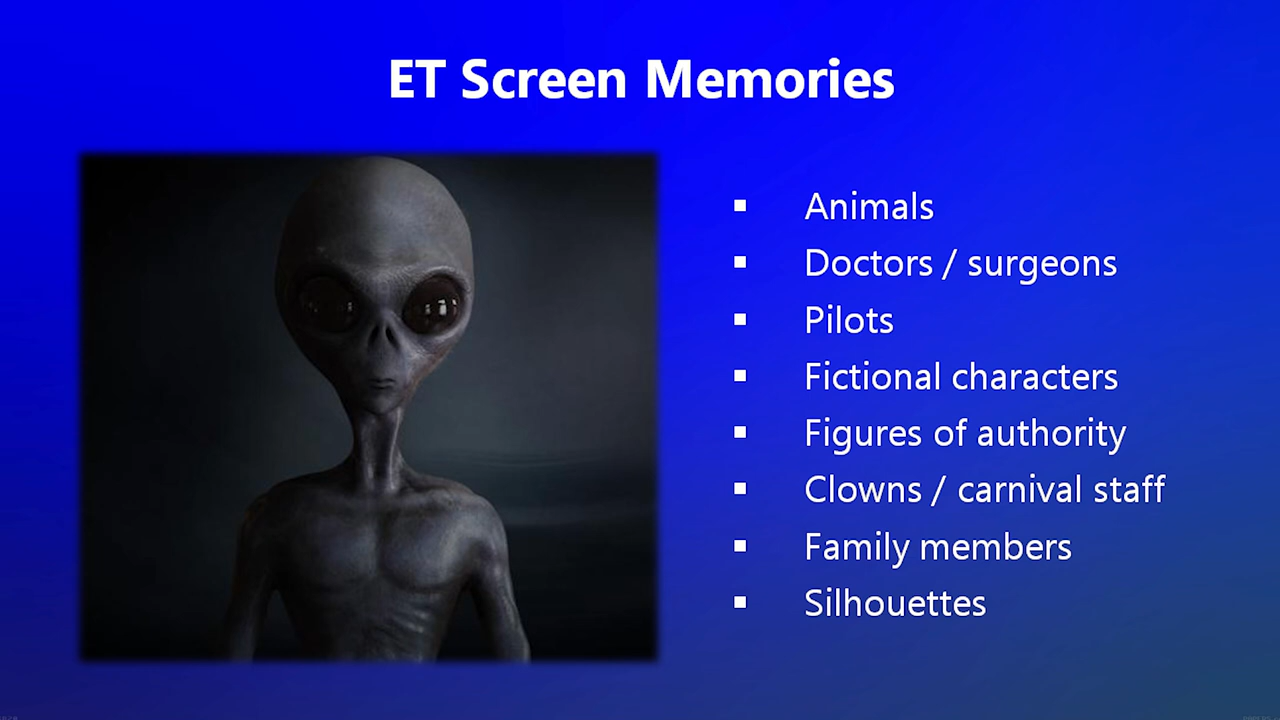 ET Screen Memories
▪ Animals
▪ Doctors / surgeons
▪ Pilots
▪ Fictional characters
▪ Figures of authority
▪ Clowns / carnival staff
▪ Family members
▪ Silhouettes